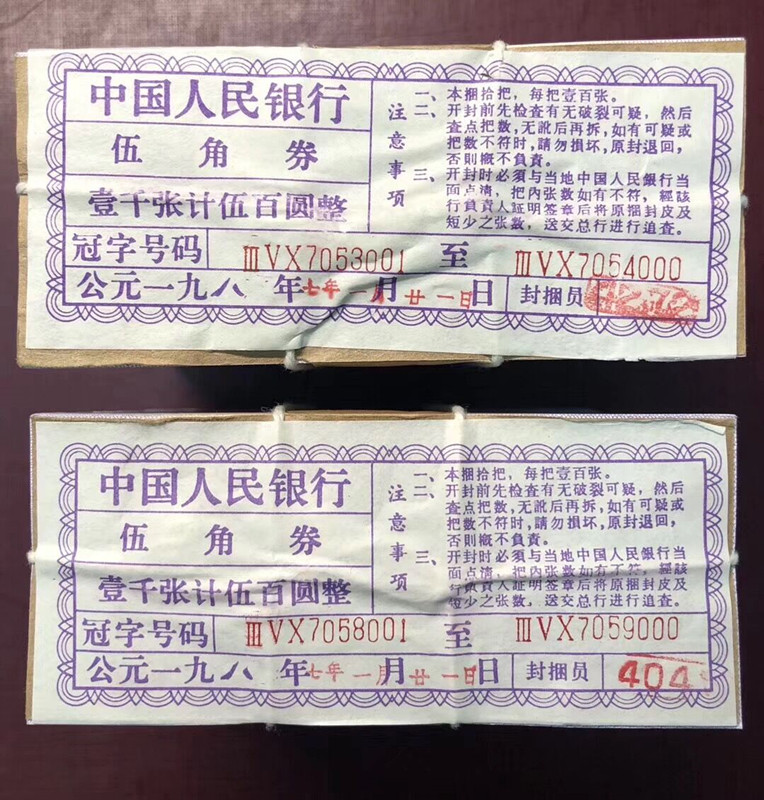 中国人民银行
伍角券
壹千张计伍百圆整
注意事项
一、本捆拾把，每把壹百张。
二、开封前先检查有无破裂可疑，然后
查点把数，无訛后再拆，如有可疑或
把数不符时，請勿損坏，原封退回，
否則概不負責。
三、开封时必须与当地中国人民银行当
面点清，把內张数如有不符，經該
行負責人証明签章后将原捆封皮及
短少之张数，送交总行进行追查。
冠字号码 ⅢVX7053001 至 ⅢVX7054000
公元一九八 年七年一月廿一日 封捆员
中国人民银行
伍角券
壹千张计伍百圆整
注意事项
一、本捆拾把，每把壹百张。
二、开封前先检查有无破裂可疑，然后
查点把数，无訛后再拆，如有可疑或
把数不符时，請勿損坏，原封退回，
否則概不負責。
三、开封时必须与当地中国人民银行当
面点清，把內张数如有不符，經該
行負責人証明签章后将原捆封皮及
短少之张数，送交总行进行追查。
冠字号码 ⅢVX7058001 至 ⅢVX7059000
公元一九八 年七年一月廿一日 封捆员 404